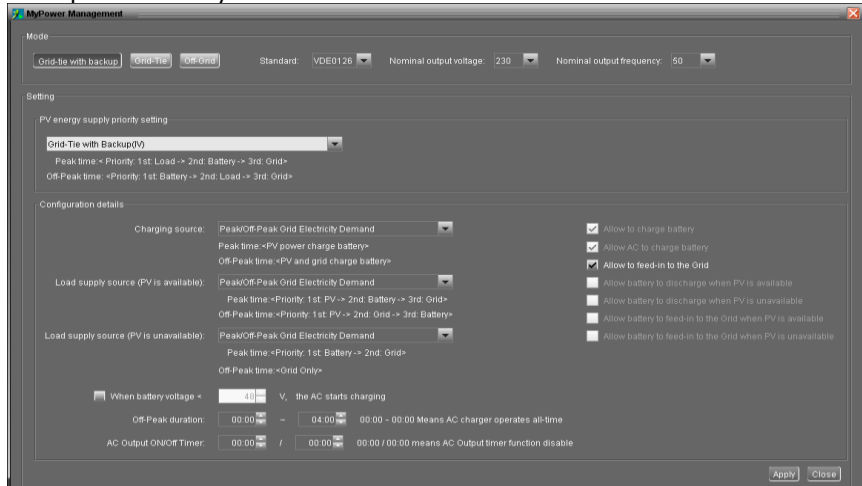 MyPower Management
Mode
Grid-tie with backup Grid-Tie Off-Grid Standard: VDE0126 Nominal output voltage: 230 Nominal output frequency: 50
Setting
PV energy supply priority setting
Grid-Tie with Backup(IV)
Peak time:< Priority: 1st: Load -> 2nd: Battery -> 3rd: Grid>
Off-Peak time: <Priority: 1st: Battery -> 2nd: Load -> 3rd: Grid>
Configuration details
Charging source: Peak/Off-Peak Grid Electricity Demand Allow to charge battery
Peak time:<PV power charge battery> Allow AC to charge battery
Off-Peak time:<PV and grid charge battery> Allow to feed-in to the Grid
Load supply source (PV is available): Peak/Off-Peak Grid Electricity Demand Allow battery to discharge when PV is available
Peak time:<Priority: 1st: PV -> 2nd: Battery -> 3rd: Grid> Allow battery to discharge when PV is unavailable
Off-Peak time:<Priority: 1st: PV -> 2nd: Grid -> 3rd: Battery> Allow battery to feed-in to the Grid when PV is available
Load supply source (PV is unavailable): Peak/Off-Peak Grid Electricity Demand Allow battery to feed-in to the Grid when PV is unavailable
Peak time:<Priority: 1st: Battery -> 2nd: Grid>
Off-Peak time:<Grid Only>
When battery voltage < 40 V, the AC starts charging
Off-Peak duration: 00:00 – 04:00 00:00 – 00:00 Means AC charger operates all-time
AC Output ON/Off Timer: 00:00 / 00:00 00:00 / 00:00 means AC Output timer function disable
Apply Close